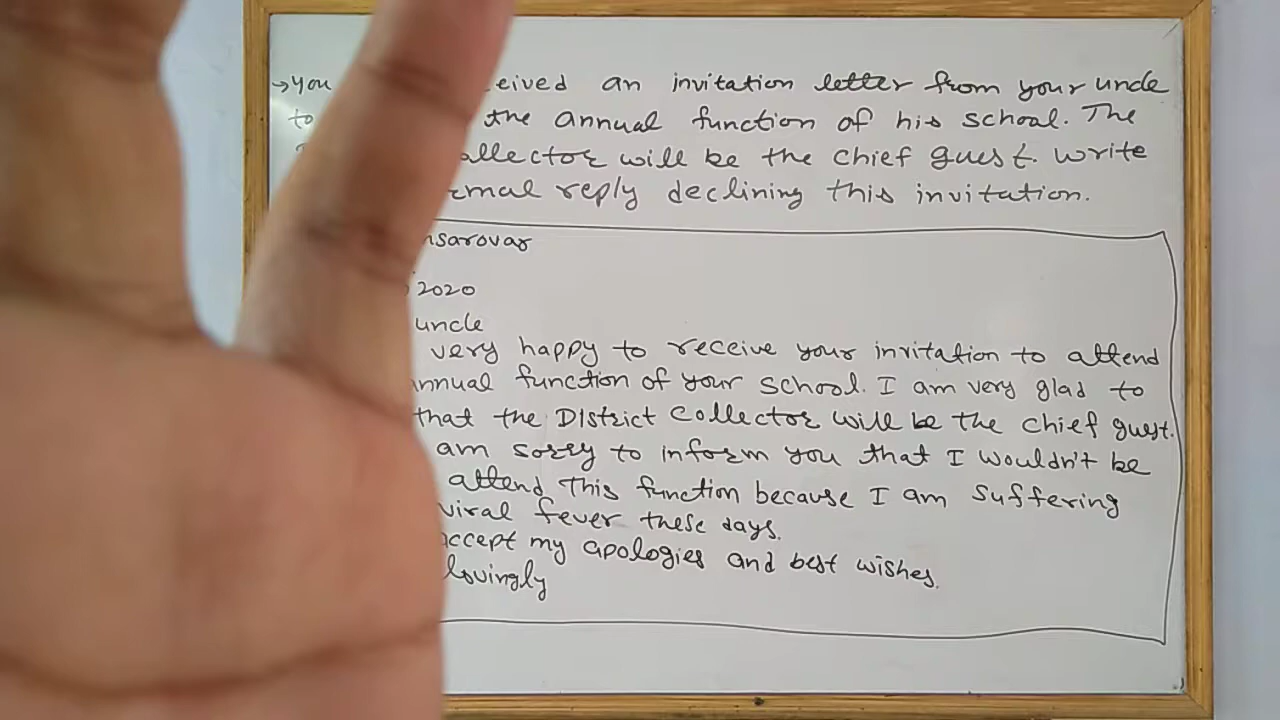 → you eived an invitation letter from your uncle
to the annual function of his school. The
ollector will be the chief guest. Write
rmal reply declining this invitation.
nsarovar
2020
uncle
very happy to receive your invitation to attend
nnual function of your school. I am very glad to
that the District Collector will be the chief guest.
am sorry to inform you that I wouldn't be
attend this function because I am suffering
viral fever these days.
accept my apologies and best wishes.
lovingly